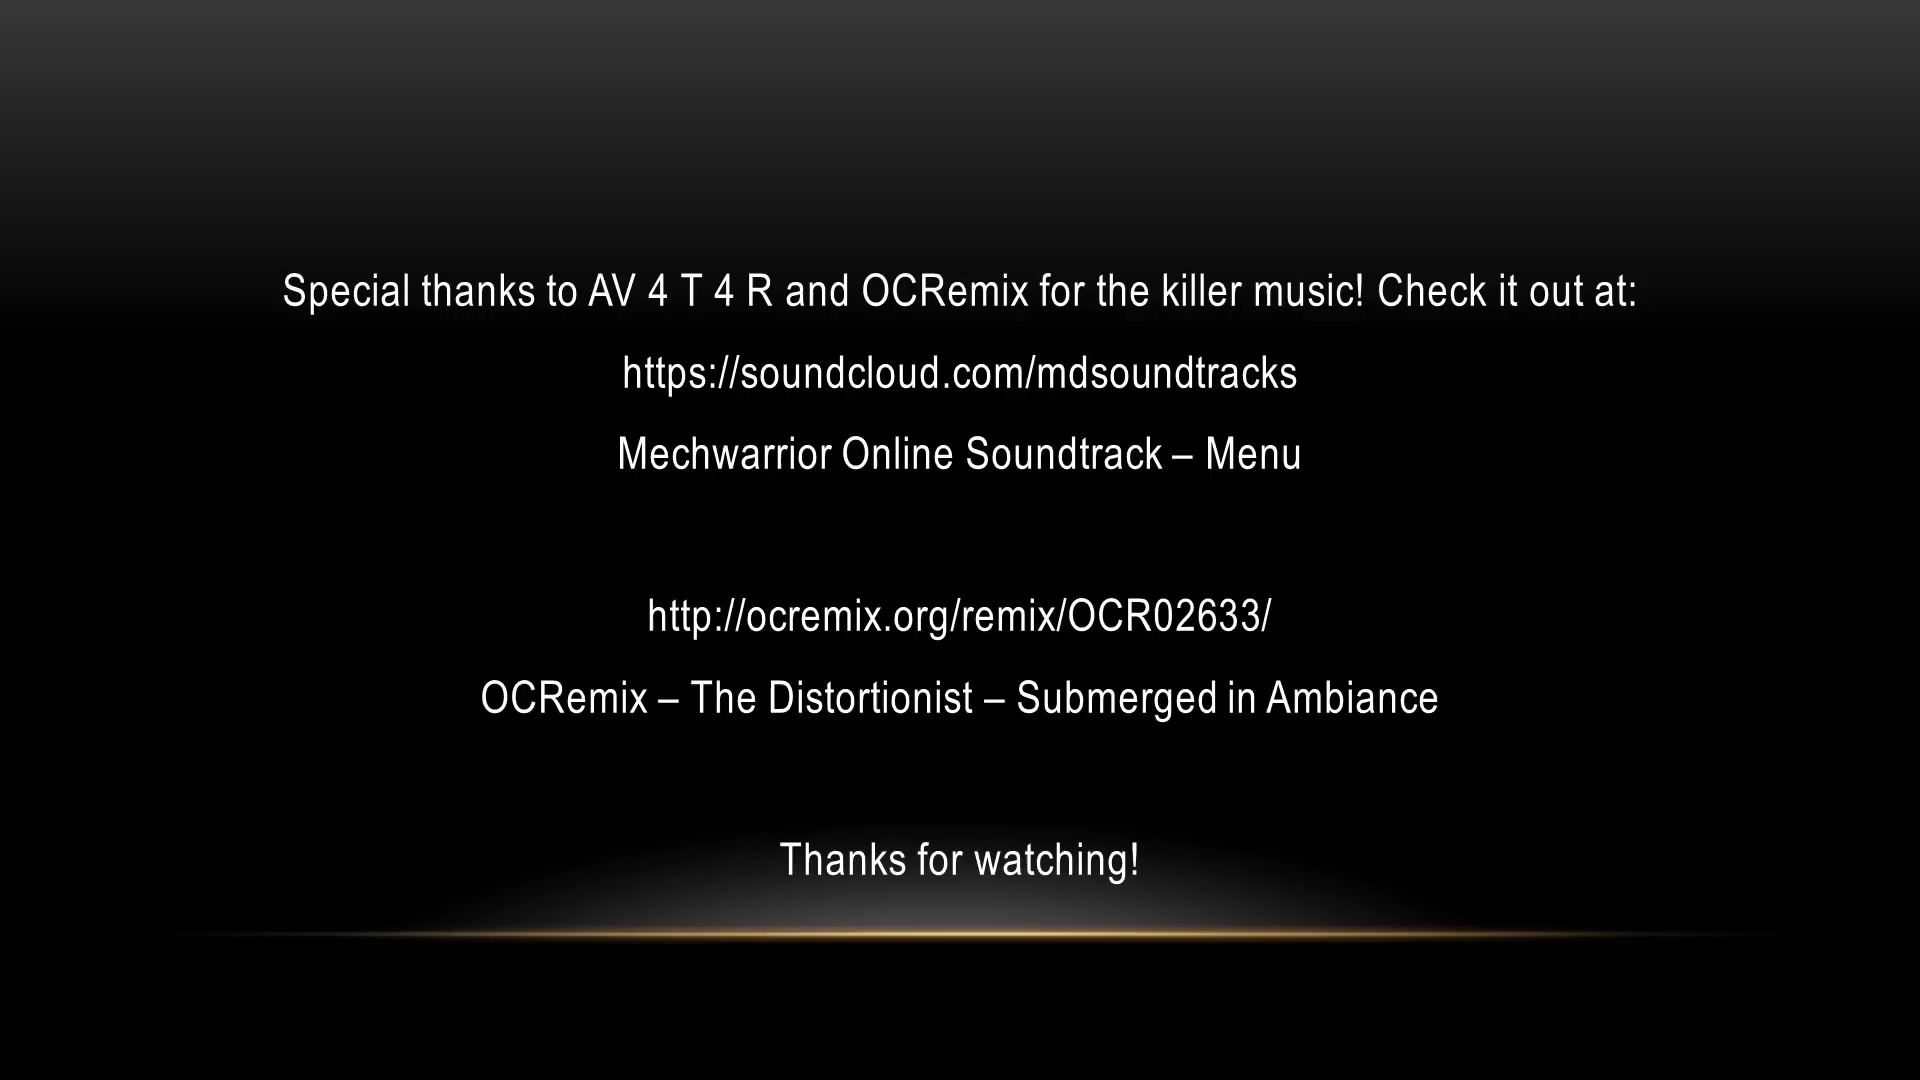 Special thanks to AV 4 T 4 R and OCRemix for the killer music! Check it out at:
https://soundcloud.com/mdsoundtracks
Mechwarrior Online Soundtrack – Menu
http://ocremix.org/remix/OCR02633/
OCRemix – The Distortionist – Submerged in Ambiance
Thanks for watching!